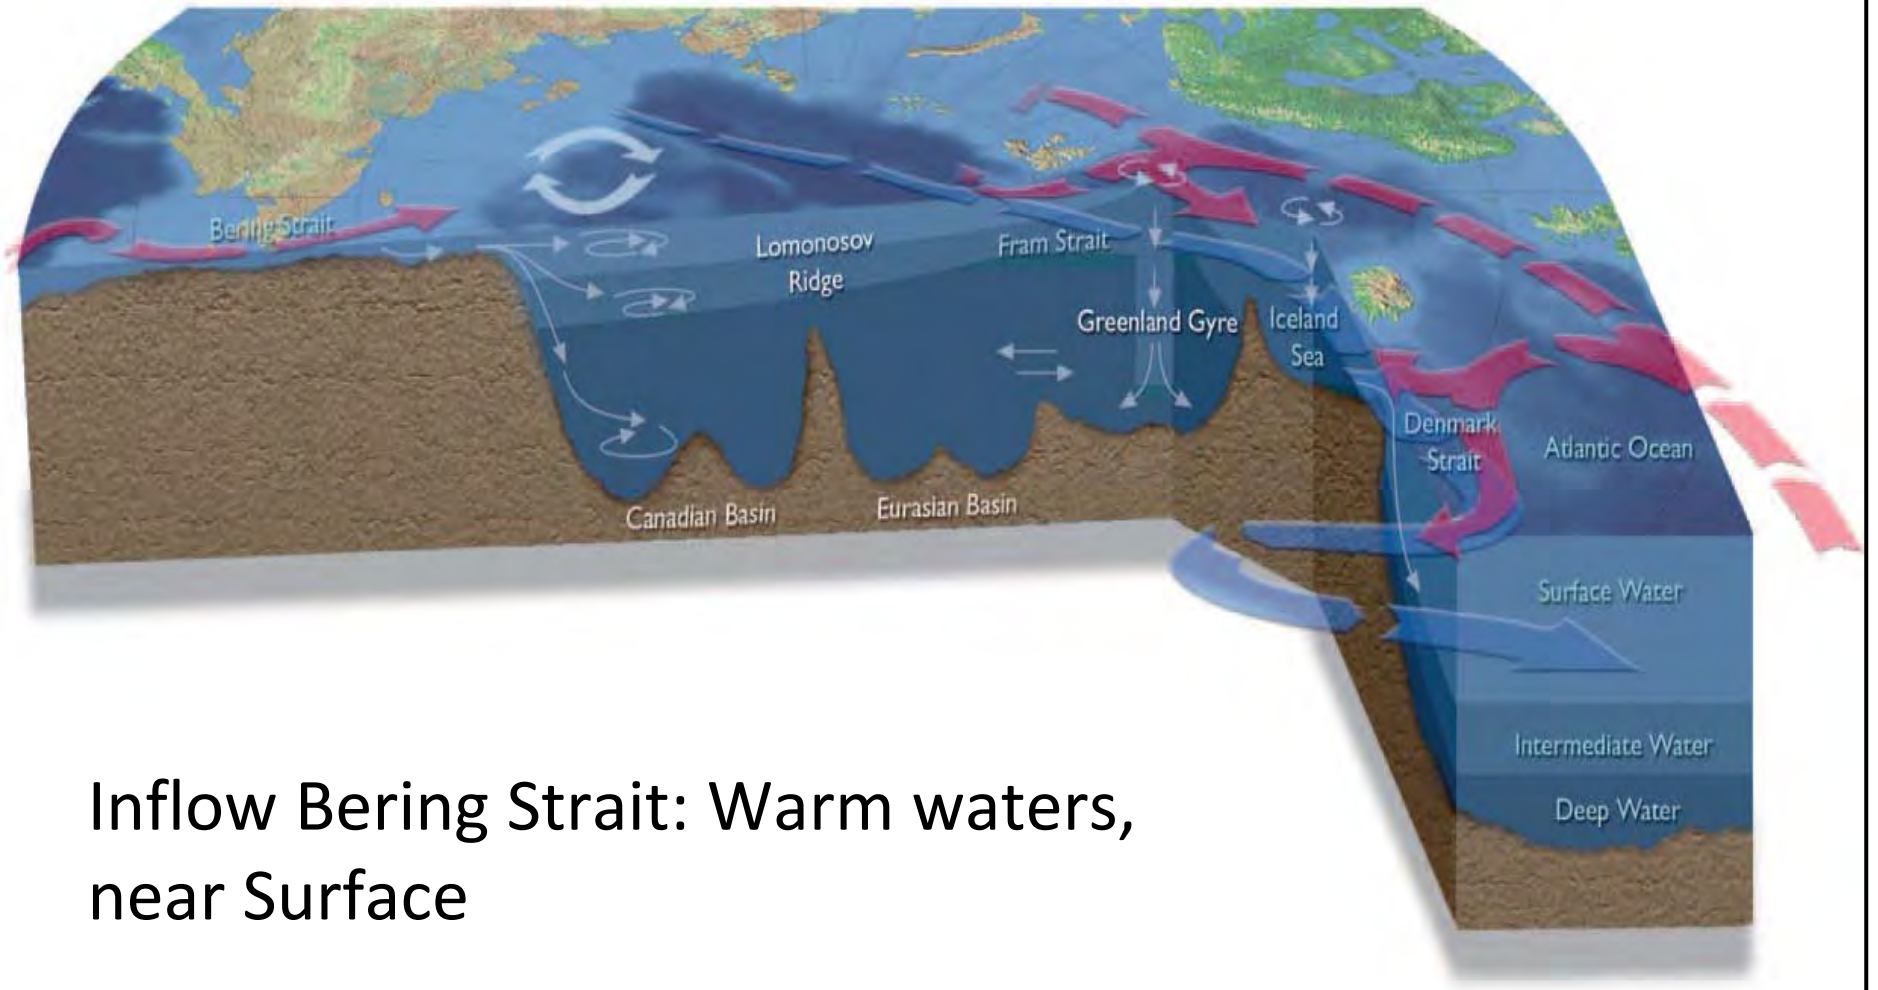 Bering Strait
Lomonosov
Ridge
Fram Strait
Greenland Gyre
Iceland
Sea
Denmark
Strait
Atlantic Ocean
Canadian Basin
Eurasian Basin
Surface Water
Intermediate Water
Deep Water
Inflow Bering Strait: Warm waters,
near Surface